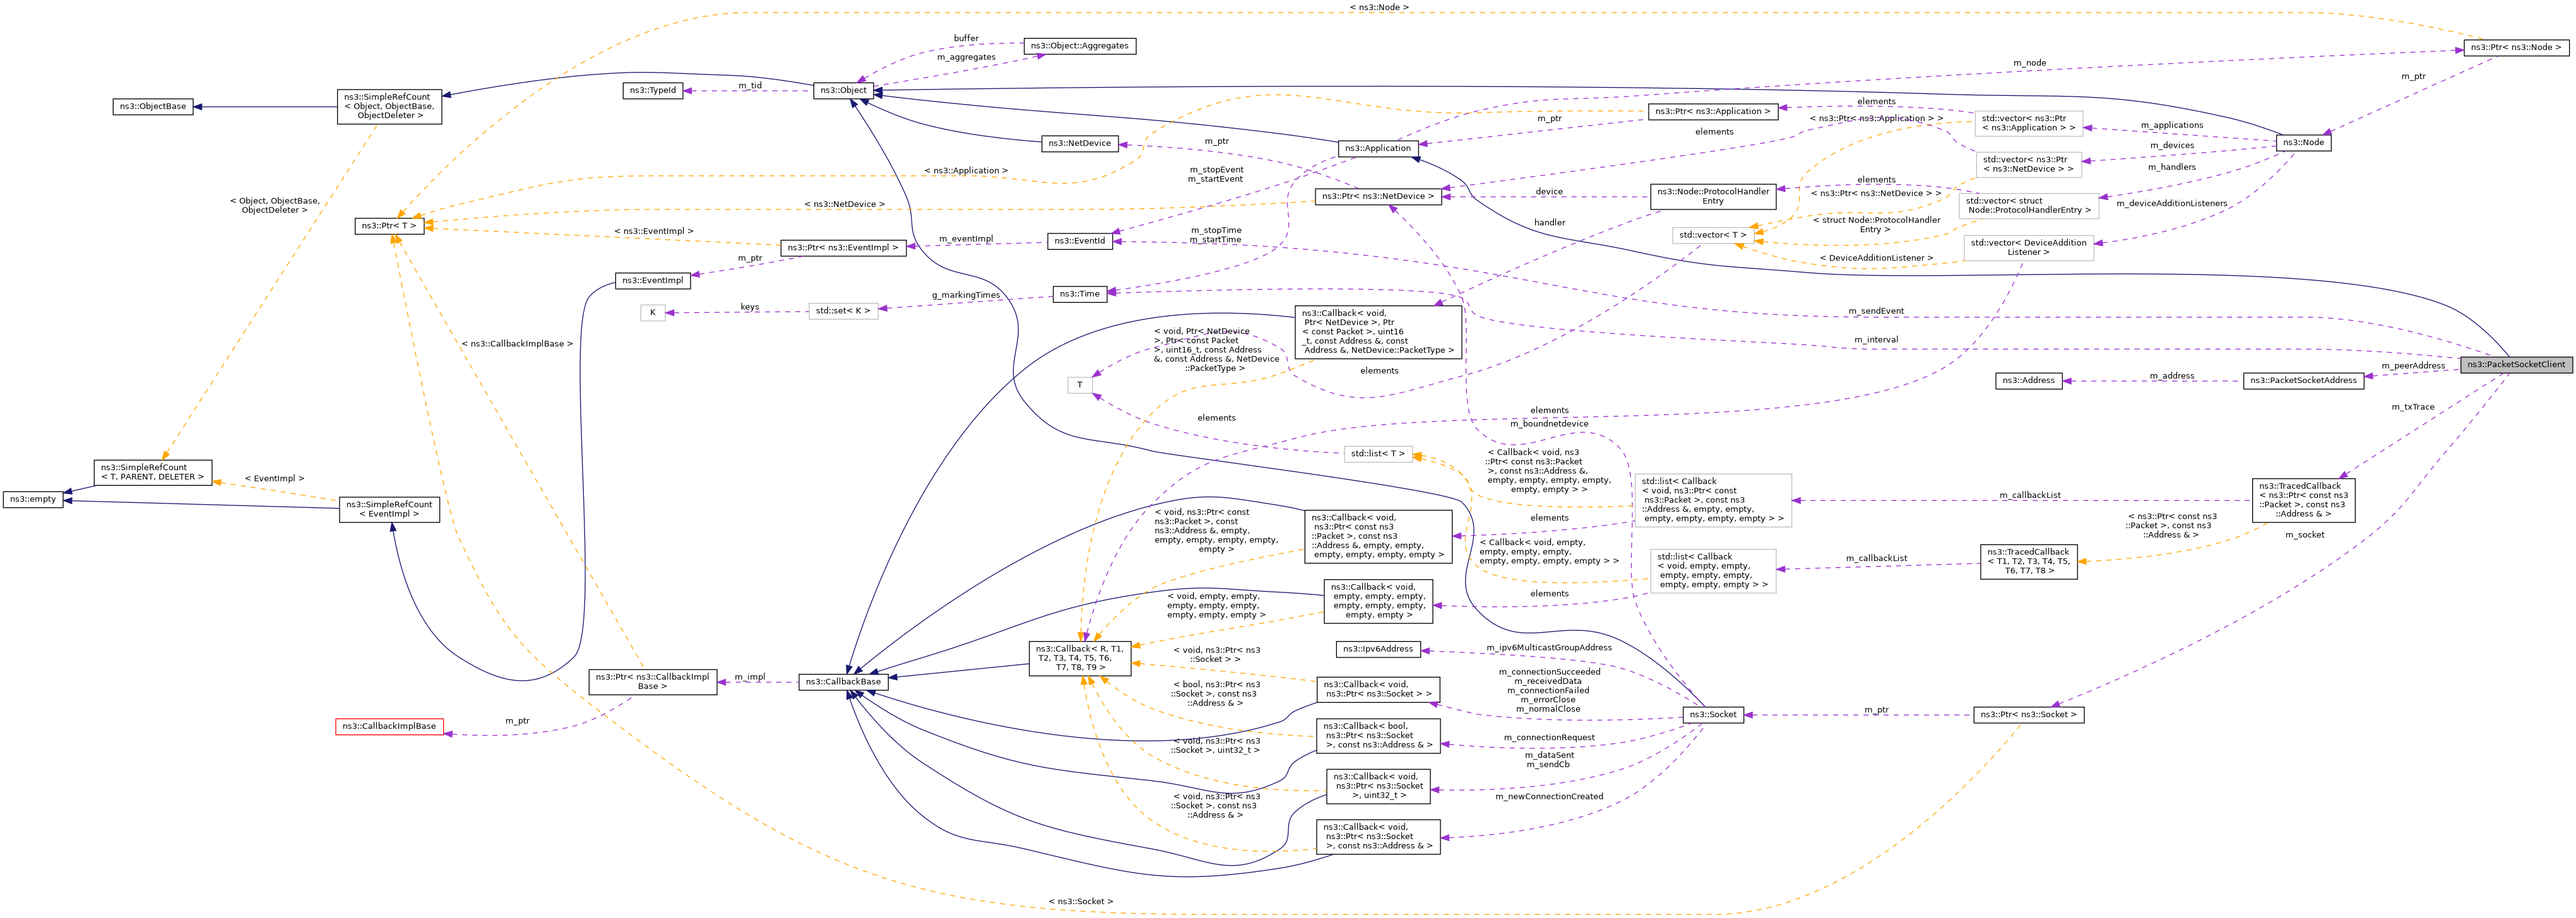 < ns3::Node >
buffer
ns3::Object::Aggregates
ns3::Ptr< ns3::Node >
m_aggregates
m_node
m_ptr
ns3::ObjectBase
ns3::SimpleRefCount
< Object, ObjectBase,
ObjectDeleter >
ns3::TypeId
m_tid
ns3::Object
ns3::Ptr< ns3::Application >
elements
std::vector< ns3::Ptr
< ns3::Application > >
m_applications
m_ptr
< ns3::Ptr< ns3::Application > >
elements
ns3::NetDevice
m_ptr
ns3::Application
ns3::Node
m_devices
std::vector< ns3::Ptr
< ns3::NetDevice > >
m_handlers
< ns3::Application >
m_stopEvent
m_startEvent
elements
device
ns3::Node::ProtocolHandler
Entry
< ns3::Ptr< ns3::NetDevice > >
std::vector< struct
Node::ProtocolHandlerEntry >
m_deviceAdditionListeners
< Object, ObjectBase,
ObjectDeleter >
< ns3::NetDevice >
ns3::Ptr< ns3::NetDevice >
ns3::Ptr< T >
< ns3::EventImpl >
handler
< struct Node::ProtocolHandler
Entry >
std::vector< T >
m_stopTime
m_startTime
ns3::Ptr< ns3::EventImpl >
m_eventImpl
ns3::EventId
std::vector< DeviceAddition
Listener >
< DeviceAdditionListener >
m_ptr
ns3::EventImpl
g_markingTimes
ns3::Time
K
keys
std::set< K >
ns3::Callback< void,
Ptr< NetDevice >, Ptr
< const Packet >, uint16
_t, const Address &, const
Address &, NetDevice::PacketType >
m_sendEvent
< void, Ptr< NetDevice
>, Ptr< const Packet
>, uint16_t, const Address
&, const Address &, NetDevice
::PacketType >
< ns3::CallbackImplBase >
m_interval
ns3::PacketSocketClient
m_peerAddress
T
elements
ns3::Address
m_address
ns3::PacketSocketAddress
elements
elements
m_boundnetdevice
m_txTrace
std::list< T >
< Callback< void, ns3
::Ptr< const ns3::Packet
>, const ns3::Address &,
empty, empty, empty, empty,
empty, empty > >
ns3::SimpleRefCount
< T, PARENT, DELETER >
< EventImpl >
ns3::empty
ns3::SimpleRefCount
< EventImpl >
std::list< Callback
< void, ns3::Ptr< const
ns3::Packet >, const ns3
::Address &, empty, empty,
empty, empty, empty, empty > >
m_callbackList
ns3::TracedCallback
< ns3::Ptr< const ns3
::Packet >, const ns3
::Address & >
< void, ns3::Ptr< const
ns3::Packet >, const
ns3::Address &, empty,
empty, empty, empty, empty,
empty >
ns3::Callback< void,
ns3::Ptr< const ns3
::Packet >, const ns3
::Address &, empty, empty,
empty, empty, empty, empty >
elements
< ns3::Ptr< const ns3
::Packet >, const ns3
::Address & >
m_socket
< Callback< void, empty,
empty, empty, empty,
empty, empty, empty, empty > >
std::list< Callback
< void, empty, empty,
empty, empty, empty,
empty, empty, empty > >
m_callbackList
ns3::TracedCallback
< T1, T2, T3, T4, T5,
T6, T7, T8 >
< void, empty, empty,
empty, empty, empty,
empty, empty, empty >
ns3::Callback< void,
empty, empty, empty,
empty, empty, empty,
empty, empty >
elements
ns3::Callback< R, T1,
T2, T3, T4, T5, T6,
T7, T8, T9 >
< void, ns3::Ptr< ns3
::Socket > >
ns3::Ipv6Address
m_ipv6MulticastGroupAddress
ns3::Ptr< ns3::CallbackImpl
Base >
m_impl
ns3::CallbackBase
< bool, ns3::Ptr< ns3
::Socket >, const ns3
::Address & >
ns3::Callback< void,
ns3::Ptr< ns3::Socket > >
m_connectionSucceeded
m_receivedData
m_connectionFailed
m_errorClose
m_normalClose
ns3::Socket
m_ptr
ns3::Ptr< ns3::Socket >
ns3::CallbackImplBase
m_ptr
< void, ns3::Ptr< ns3
::Socket >, uint32_t >
ns3::Callback< bool,
ns3::Ptr< ns3::Socket
>, const ns3::Address & >
m_connectionRequest
m_dataSent
m_sendCb
ns3::Callback< void,
ns3::Ptr< ns3::Socket
>, uint32_t >
< void, ns3::Ptr< ns3
::Socket >, const ns3
::Address & >
m_newConnectionCreated
ns3::Callback< void,
ns3::Ptr< ns3::Socket
>, const ns3::Address & >
< ns3::Socket >